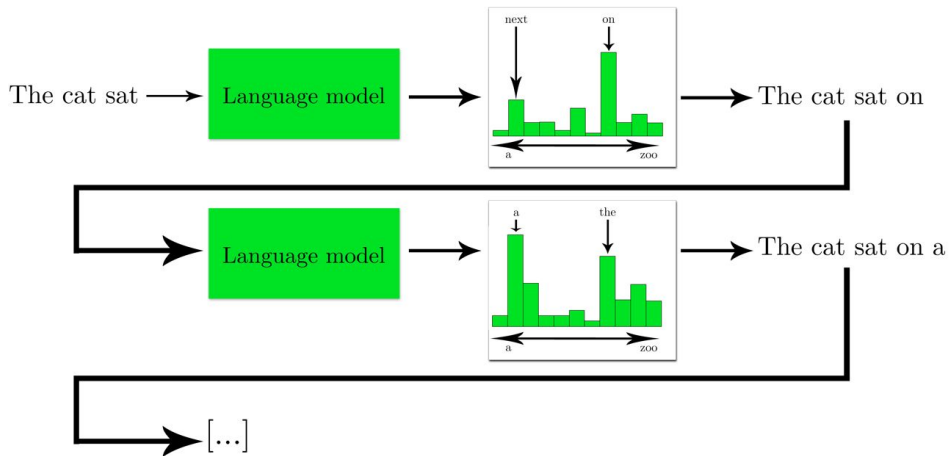 next on
The cat sat Language model The cat sat on
a zoo
a the
Language model The cat sat on a
a zoo
[...]